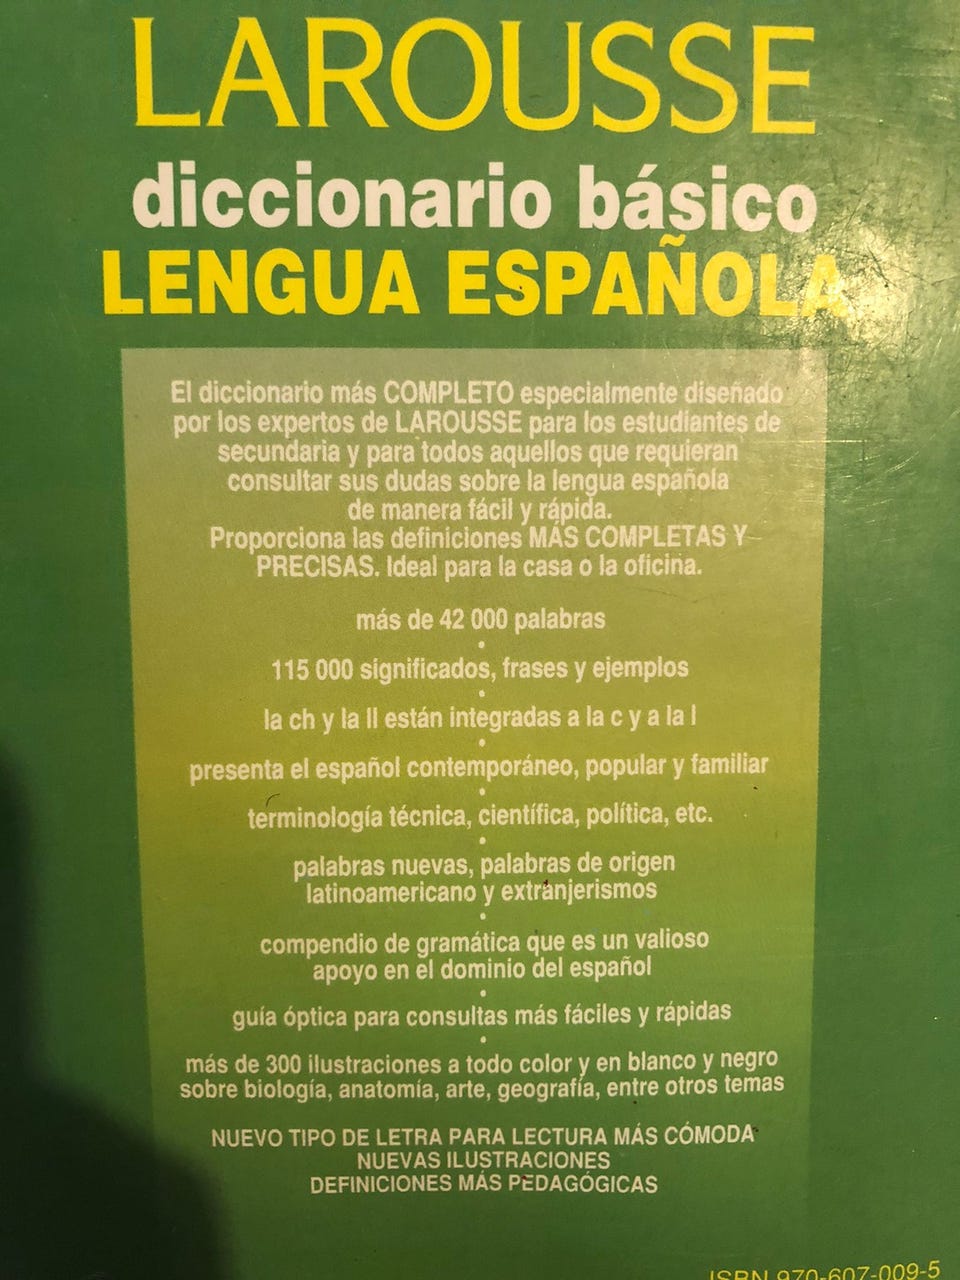 LAROUSSE
diccionario básico
LENGUA ESPAÑOLA
El diccionario más COMPLETO especialmente diseñado
por los expertos de LAROUSSE para los estudiantes de
secundaria y para todos aquellos que requieran
consultar sus dudas sobre la lengua española
de manera fácil y rápida.
Proporciona las definiciones MÁS COMPLETAS Y
PRECISAS. Ideal para la casa o la oficina.
más de 42 000 palabras
•
115 000 significados, frases y ejemplos
•
la ch y la ll están integradas a la c y a la l
•
presenta el español contemporáneo, popular y familiar
•
terminología técnica, científica, política, etc.
•
palabras nuevas, palabras de origen
latinoamericano y extranjerismos
•
compendio de gramática que es un valioso
apoyo en el dominio del español
•
guía óptica para consultas más fáciles y rápidas
•
más de 300 ilustraciones a todo color y en blanco y negro
sobre biología, anatomía, arte, geografía, entre otros temas
NUEVO TIPO DE LETRA PARA LECTURA MÁS CÓMODA
NUEVAS ILUSTRACIONES
DEFINICIONES MÁS PEDAGÓGICAS
ISBN 970-607-009-5